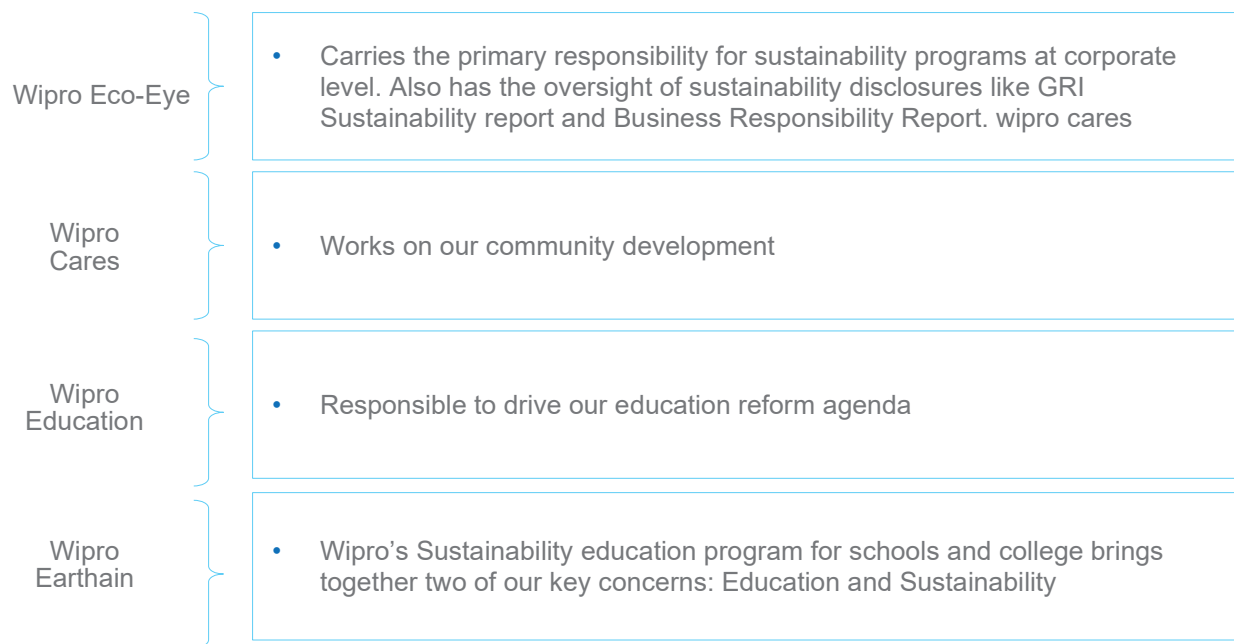 Wipro Eco-Eye
• Carries the primary responsibility for sustainability programs at corporate
level. Also has the oversight of sustainability disclosures like GRI
Sustainability report and Business Responsibility Report. wipro cares
Wipro
Cares
• Works on our community development
Wipro
Education
• Responsible to drive our education reform agenda
Wipro
Earthain
• Wipro’s Sustainability education program for schools and college brings
together two of our key concerns: Education and Sustainability